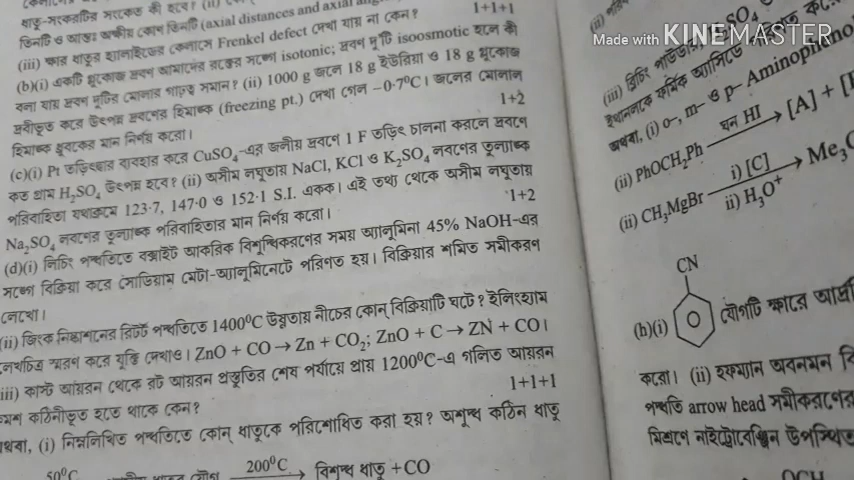 ধাতু-সংকরটির সংকেত কী হবে? (ii)
তিনটি ও আন্তঃ অক্ষীয় কোণ তিনটি (axial distances and axial
1+1+1
(iii) ক্ষার ধাতুর হ্যালাইডের কেলাসে Frenkel defect দেখা যায় না কেন?
(b)(i) একটি গ্লুকোজ দ্রবণ আমাদের রক্তের সঙ্গে isotonic; দ্রবণ দুটি isoosmotic হলে কী
বলা যায় দ্রবণ দুটির মোলার গাঢ়ত্ব সমান? (ii) 1000 g জলে 18 g ইউরিয়া ও 18 g গ্লুকোজ
দ্রবীভূত করে উৎপন্ন দ্রবণের হিমাঙ্ক (freezing pt.) দেখা গেল –0·7°C। জলের মোলাল
হিমাঙ্ক ধ্রুবকের মান নির্ণয় করো।
1+2
(c)(i) Pt তড়িদ্দ্বার ব্যবহার করে CuSO₄-এর জলীয় দ্রবণে 1 F তড়িৎ চালনা করলে দ্রবণে
কত গ্রাম H₂SO₄ উৎপন্ন হবে? (ii) অসীম লঘুতায় NaCl, KCl ও K₂SO₄ লবণের তুল্যাঙ্ক
পরিবাহিতা যথাক্রমে 123·7, 147·0 ও 152·1 S.I. একক। এই তথ্য থেকে অসীম লঘুতায়
Na₂SO₄ লবণের তুল্যাঙ্ক পরিবাহিতার মান নির্ণয় করো।
1+2
(d)(i) লিচিং পদ্ধতিতে বক্সাইট আকরিক বিশুদ্ধিকরণের সময় অ্যালুমিনা 45% NaOH-এর
সঙ্গে বিক্রিয়া করে সোডিয়াম মেটা-অ্যালুমিনেটে পরিণত হয়। বিক্রিয়ার শমিত সমীকরণ
লেখো।
(ii) জিংক নিষ্কাশনের রিটর্ট পদ্ধতিতে 1400°C উষ্ণতায় নীচের কোন্ বিক্রিয়াটি ঘটে? ইলিংহ্যাম
লেখচিত্র স্মরণ করে যুক্তি দেখাও। ZnO + CO → Zn + CO₂; ZnO + C → ZN + CO।
iii) কাস্ট আয়রন থেকে রট আয়রন প্রস্তুতির শেষ পর্যায়ে প্রায় 1200°C-এ গলিত আয়রন
কঠিনীভূত হতে থাকে কেন?
1+1+1
অথবা, (i) নিম্নলিখিত পদ্ধতিতে কোন্ ধাতুকে পরিশোধিত করা হয়? অশুদ্ধ কঠিন ধাতু
50°C
200°C → বিশুদ্ধ ধাতু + CO
Made with KINEMASTER
(iii) ব্লিচিং পাউডার
অথবা, (i) o-, m- ও p- Aminopheno
(ii) PhOCH₂Ph ঘন HI → [A] + [
(ii) CH₃MgBr i) [C] ii) H₃O⁺ → Me₃C
CN
(h)(i) যৌগটি ক্ষারে আর্দ্র
করো। (ii) হফম্যান অবনমন বি
পদ্ধতি arrow head সমীকরণের
মিশ্রণে নাইট্রোবেঞ্জিন উপস্থিত
OCH